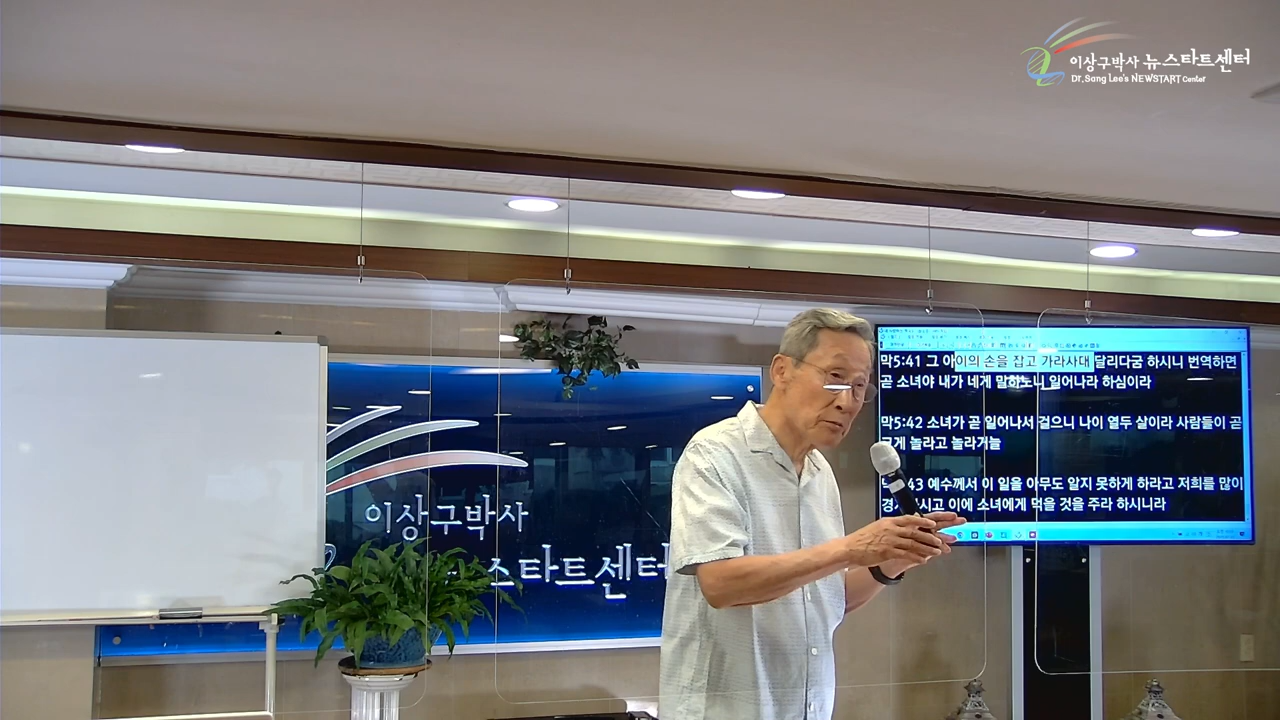 이상구박사 뉴스타트센터
Dr. Sang Lee's NEWSTART Center
막5:41 그 아이의 손을 잡고 가라사대 달리다굼 하시니 번역하면
곧 소녀야 내가 네게 말하노니 일어나라 하심이라
막5:42 소녀가 곧 일어나서 걸으니 나이 열두 살이라 사람들이 곧
크게 놀라고 놀라거늘
43 예수께서 이 일을 아무도 알지 못하게 하라고 저희를 많이
하시고 이에 소녀에게 먹을 것을 주라 하시니라
이상구박사
스타트센터